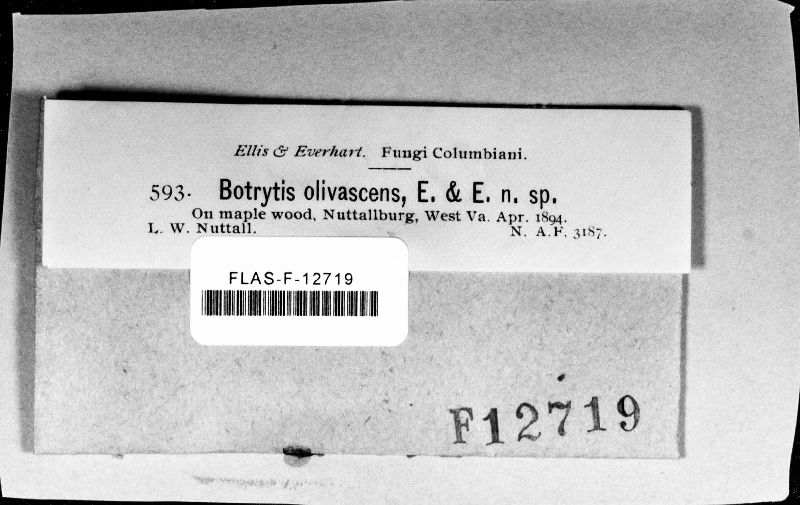 Ellis & Everhart. Fungi Columbiani.
593. Botrytis olivascens, E. & E. n. sp.
On maple wood, Nuttallburg, West Va. Apr. 1894.
L. W. Nuttall. N. A. F. 3187.
FLAS-F-12719
F12719